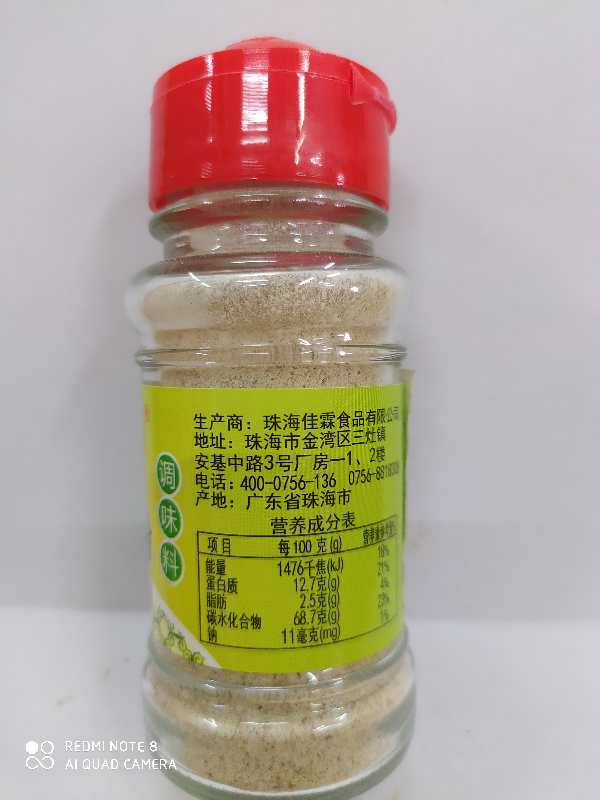 生产商：珠海佳霖食品有限公司
地址：珠海市金湾区三灶镇
安基中路3号厂房一1、2楼
电话：400-0756-136
产地：广东省珠海市
调味料
营养成分表
项目 每100克(g)
能量 1476千焦(kJ)
蛋白质 12.7g(g) 21%
脂肪 2.5克(g) 4%
碳水化合物 68.7克(g) 23%
钠 11毫克(mg) 1%
REDMI NOTE 8
AI QUAD CAMERA